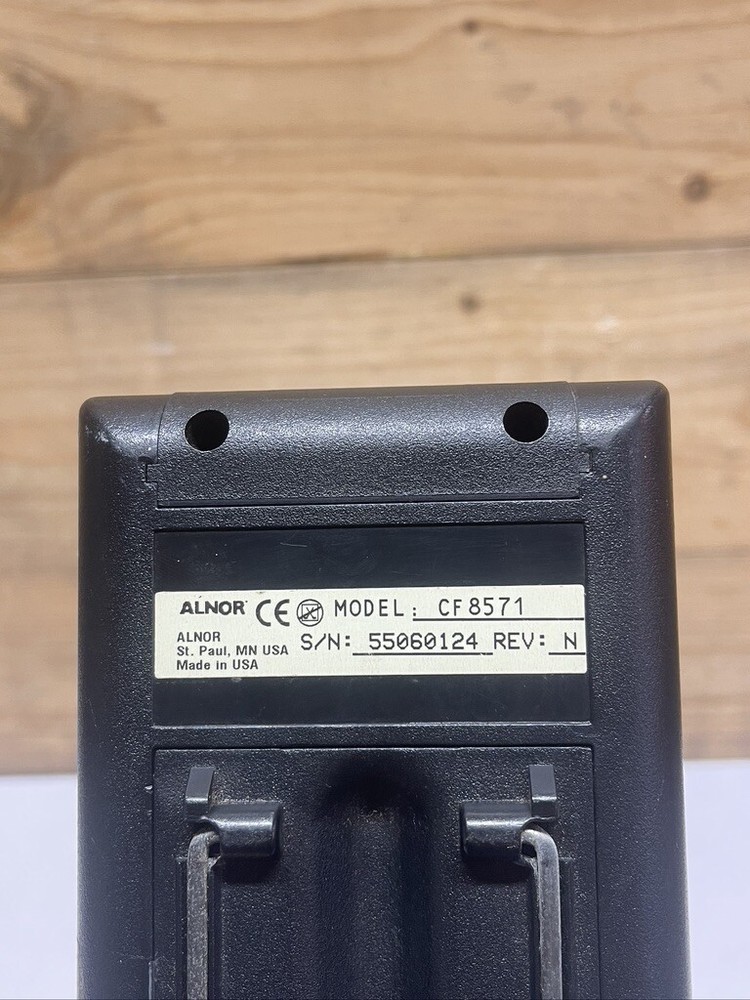 ALNOR CE MODEL: CF8571
ALNOR
St. Paul, MN USA S/N: 55060124 REV: N
Made in USA